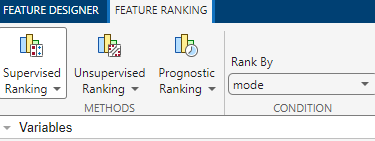 FEATURE DESIGNER FEATURE RANKING
Supervised Ranking
Unsupervised Ranking
Prognostic Ranking
METHODS
Rank By
mode
CONDITION
Variables